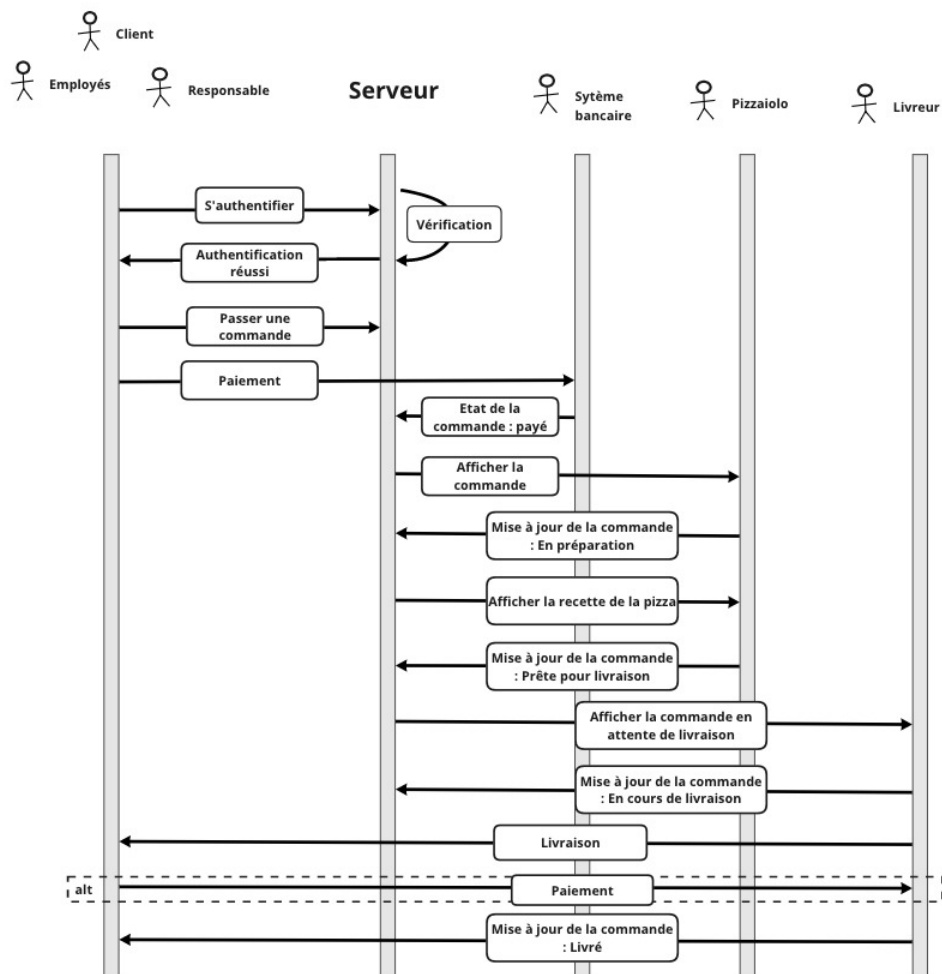 Client
Employés
Responsable
Serveur
Sytème
bancaire
Pizzaiolo
Livreur
S'authentifier
Vérification
Authentification
réussi
Passer une
commande
Paiement
Etat de la
commande : payé
Afficher la
commande
Mise à jour de la commande
: En préparation
Afficher la recette de la pizza
Mise à jour de la commande
: Prête pour livraison
Afficher la commande en
attente de livraison
Mise à jour de la commande
: En cours de livraison
Livraison
alt
Paiement
Mise à jour de la commande
: Livré